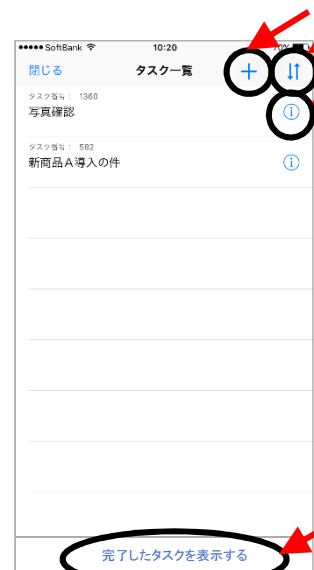 SoftBank 10:20 70%
閉じる タスク一覧
タスク番号： 1360
写真確認
タスク番号： 582
新商品Ａ導入の件
完了したタスクを表示する